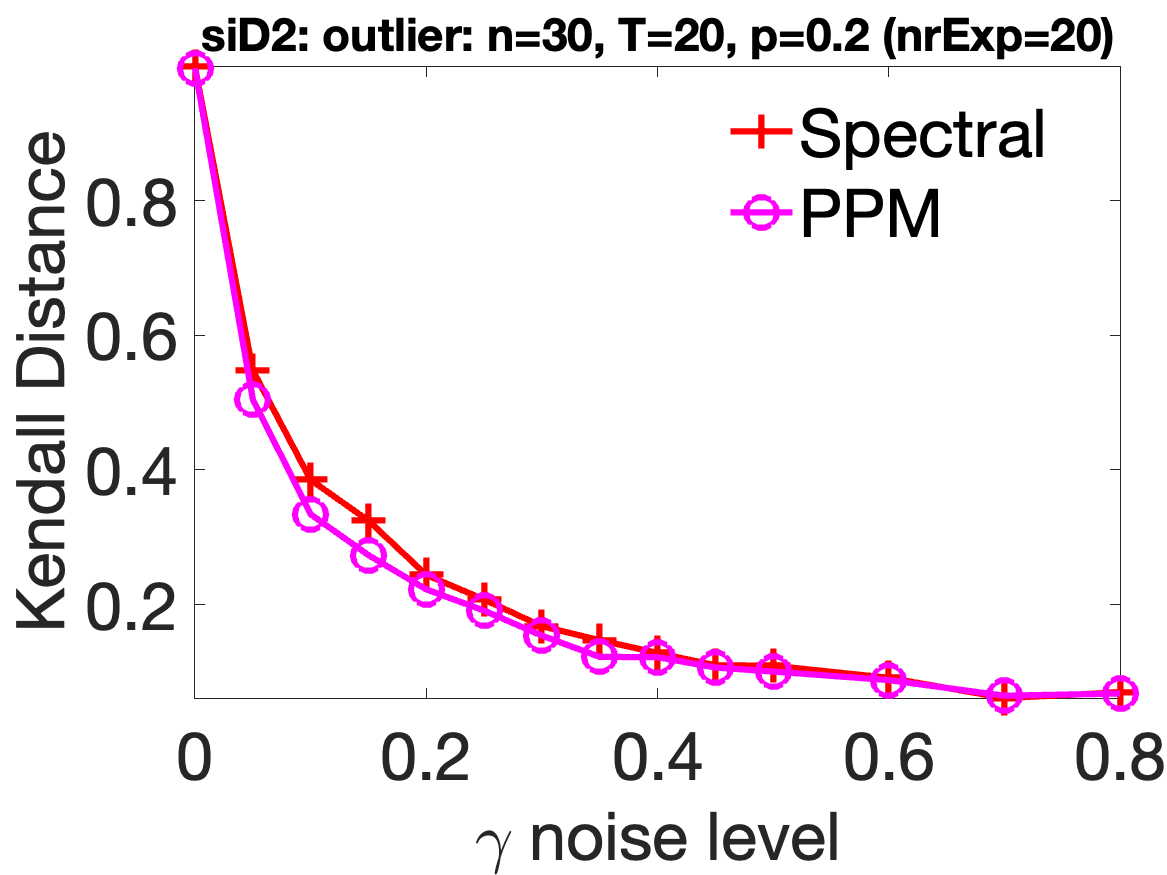 siD2: outlier: n=30, T=20, p=0.2 (nrExp=20)
Spectral
PPM
Kendall Distance
0.8
0.6
0.4
0.2
0 0.2 0.4 0.6 0.8
γ noise level